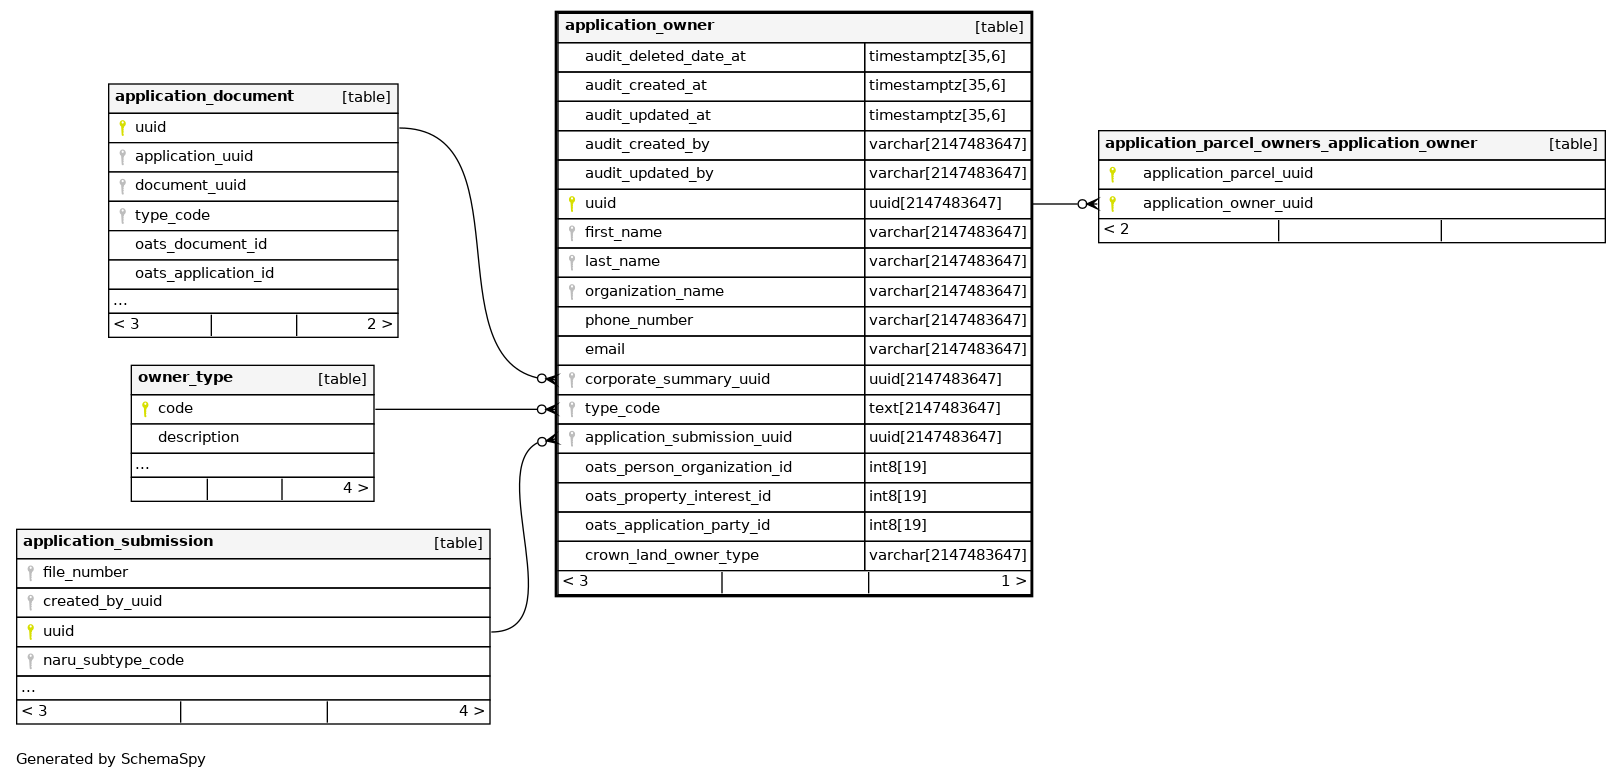 application_document [table]
uuid
application_uuid
document_uuid
type_code
oats_document_id
oats_application_id
...
< 3 2 >
owner_type [table]
code
description
...
4 >
application_submission [table]
file_number
created_by_uuid
uuid
naru_subtype_code
...
< 3 4 >
application_owner [table]
audit_deleted_date_at timestamptz[35,6]
audit_created_at timestamptz[35,6]
audit_updated_at timestamptz[35,6]
audit_created_by varchar[2147483647]
audit_updated_by varchar[2147483647]
uuid uuid[2147483647]
first_name varchar[2147483647]
last_name varchar[2147483647]
organization_name varchar[2147483647]
phone_number varchar[2147483647]
email varchar[2147483647]
corporate_summary_uuid uuid[2147483647]
type_code text[2147483647]
application_submission_uuid uuid[2147483647]
oats_person_organization_id int8[19]
oats_property_interest_id int8[19]
oats_application_party_id int8[19]
crown_land_owner_type varchar[2147483647]
< 3 1 >
application_parcel_owners_application_owner [table]
application_parcel_uuid
application_owner_uuid
< 2
Generated by SchemaSpy